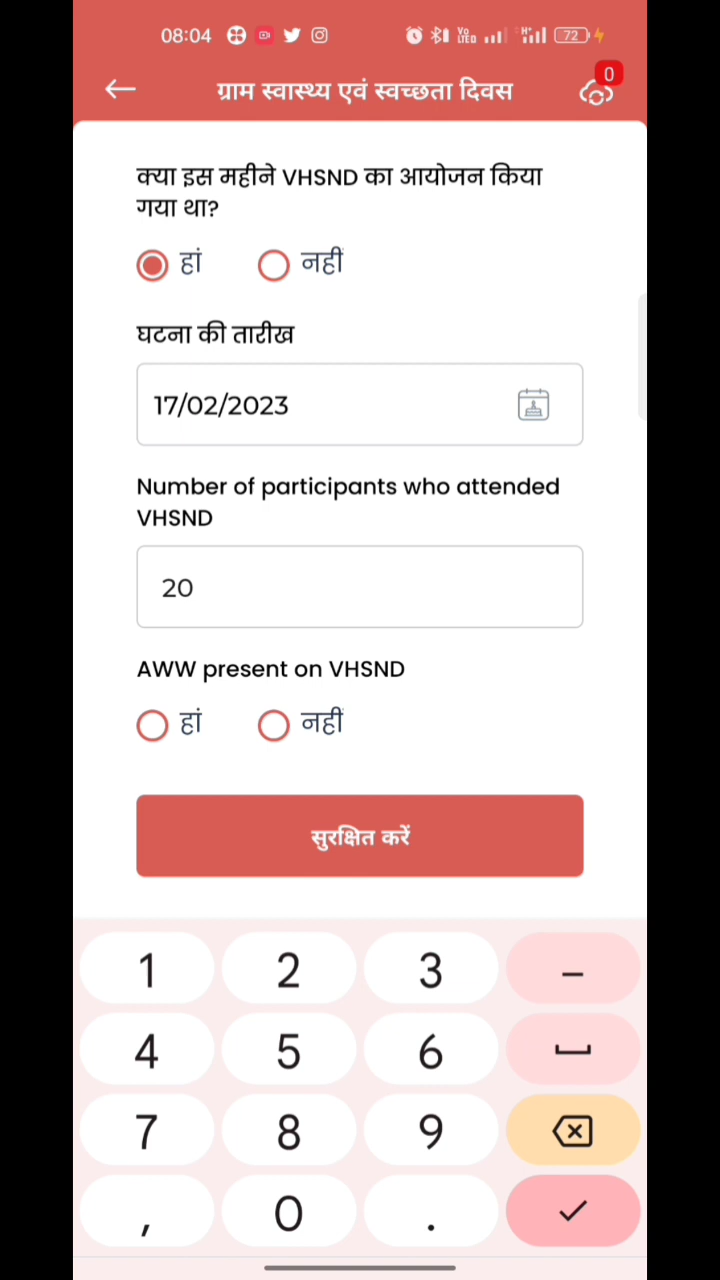 08:04 72
0
ग्राम स्वास्थ्य एवं स्वच्छता दिवस
क्या इस महीने VHSND का आयोजन किया
गया था?
हां नहीं
घटना की तारीख
17/02/2023
Number of participants who attended
VHSND
20
AWW present on VHSND
हां नहीं
सुरक्षित करें
1 2 3 –
4 5 6
7 8 9
, 0 .